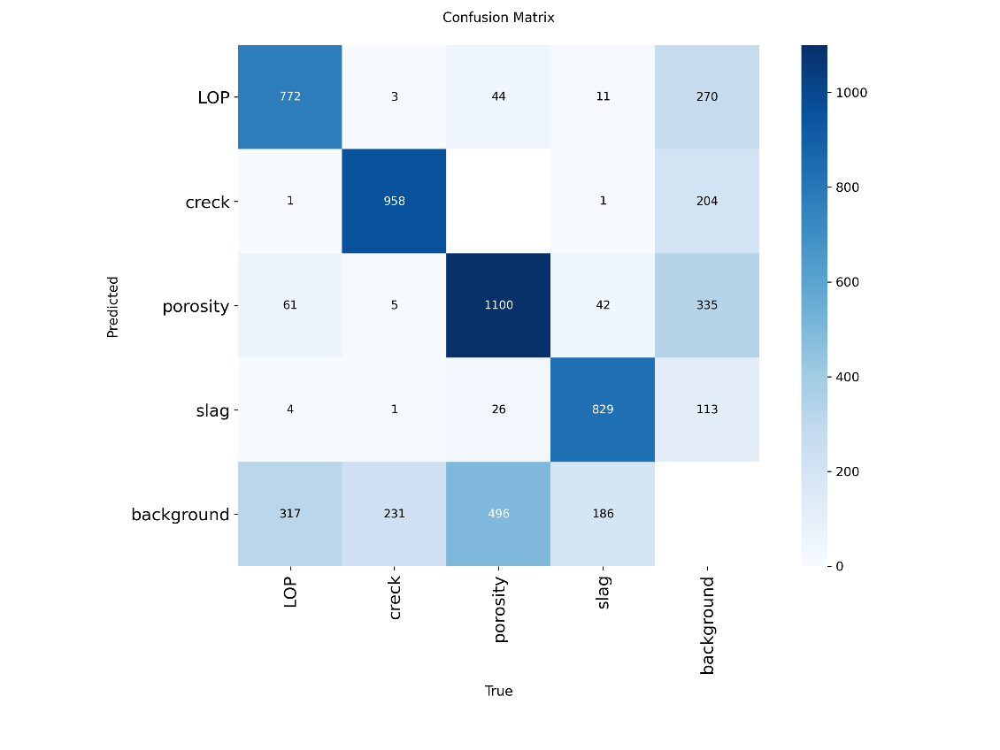 Confusion Matrix
LOP 772 3 44 11 270
creck 1 958 1 204
porosity 61 5 1100 42 335
slag 4 1 26 829 113
background 317 231 496 186
LOP creck porosity slag background
Predicted
True
1000
800
600
400
200
0